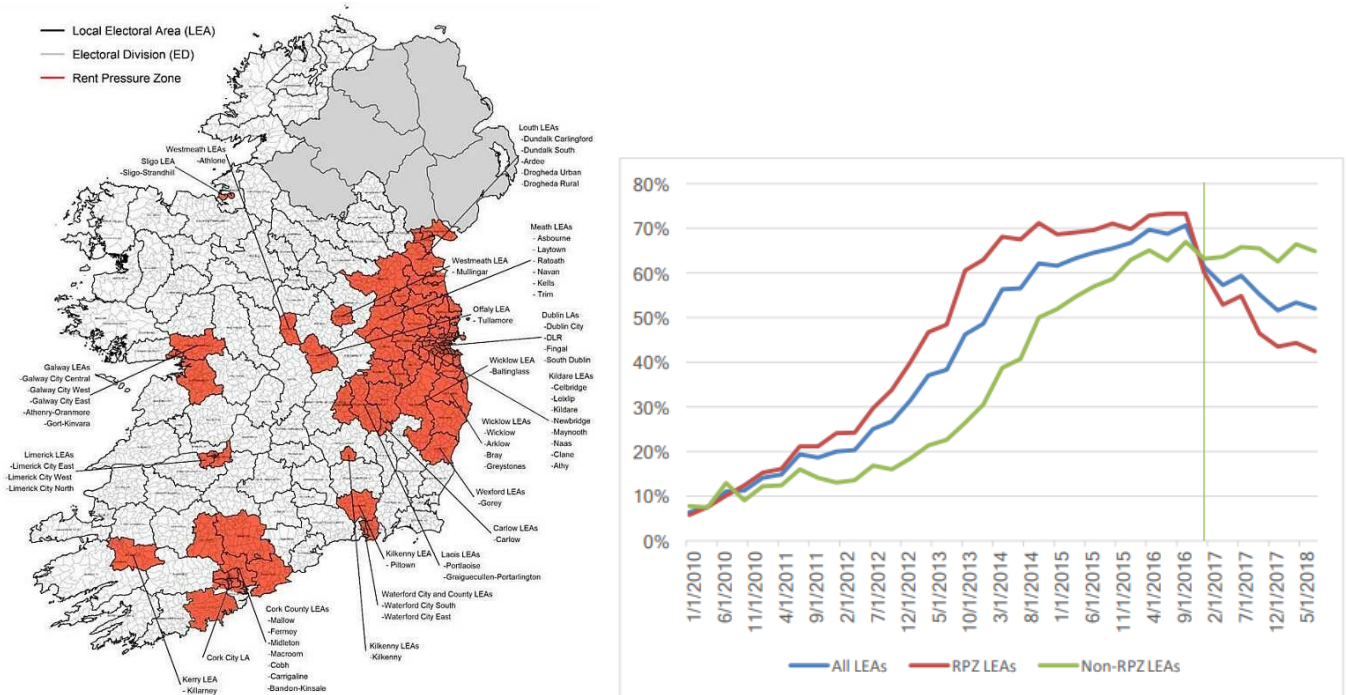 Local Electoral Area (LEA)
Electoral Division (ED)
Rent Pressure Zone
Louth LEAs
-Dundalk Carlingford
-Dundalk South
-Ardee
-Drogheda Urban
-Drogheda Rural
Westmeath LEAs
-Athlone
Sligo LEA
-Sligo-Strandhill
Meath LEAs
- Asbourne
- Laytown
- Ratoath
- Navan
- Kells
- Trim
Westmeath LEA
- Mullingar
Offaly LEA
- Tullamore
Dublin LAs
-Dublin City
-DLR
-Fingal
-South Dublin
Wicklow LEA
-Baltinglass
Kildare LEAs
-Celbridge
-Leixlip
-Kildare
-Newbridge
-Maynooth
-Naas
-Clane
-Athy
Galway LEAs
-Galway City Central
-Galway City West
-Galway City East
-Athenry-Oranmore
-Gort-Kinvara
Wicklow LEAs
-Wicklow
-Arklow
-Bray
-Greystones
Limerick LEAs
-Limerick City East
-Limerick City West
-Limerick City North
Wexford LEAs
-Gorey
Carlow LEAs
- Carlow
Kilkenny LEA
- Piltown
Laois LEAs
- Portlaoise
-Graiguecullen-Portarlington
Waterford City and County LEAs
-Waterford City South
-Waterford City East
Cork County LEAs
-Mallow
-Fermoy
-Midleton
-Macroom
-Cobh
-Carrigaline
-Bandon-Kinsale
Kilkenny LEAs
-Kilkenny
Cork City LA
Kerry LEA
- Killarney
80%
70%
60%
50%
40%
30%
20%
10%
0%
1/1/2010
6/1/2010
11/1/2010
4/1/2011
9/1/2011
2/1/2012
7/1/2012
12/1/2012
5/1/2013
10/1/2013
3/1/2014
8/1/2014
1/1/2015
6/1/2015
11/1/2015
4/1/2016
9/1/2016
2/1/2017
7/1/2017
12/1/2017
5/1/2018
All LEAs
RPZ LEAs
Non-RPZ LEAs